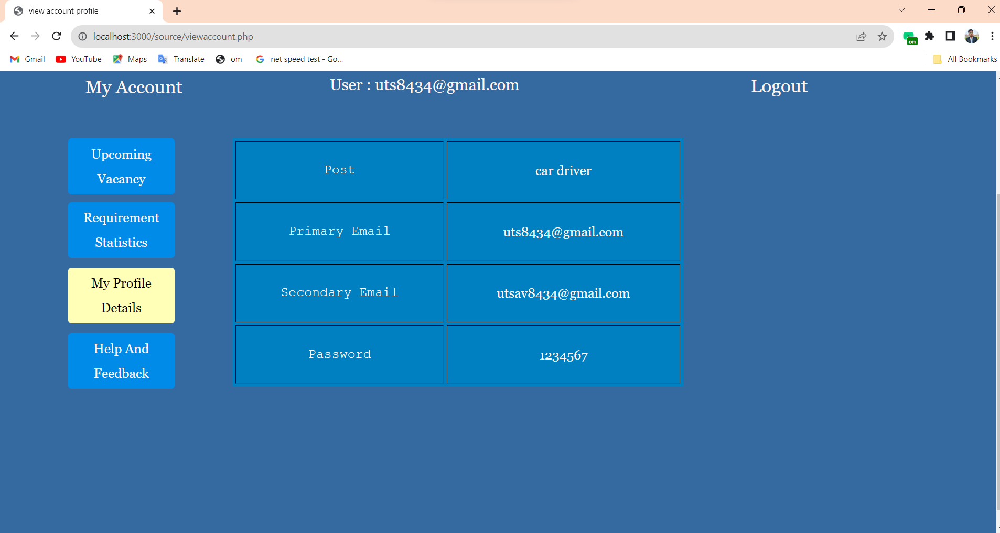 view account profile
localhost:3000/source/viewaccount.php
on
Gmail YouTube Maps Translate om net speed test - Go... All Bookmarks
My Account User : uts8434@gmail.com Logout
Upcoming
Vacancy
Requirement
Statistics
My Profile
Details
Help And
Feedback
Post car driver
Primary Email uts8434@gmail.com
Secondary Email utsav8434@gmail.com
Password 1234567